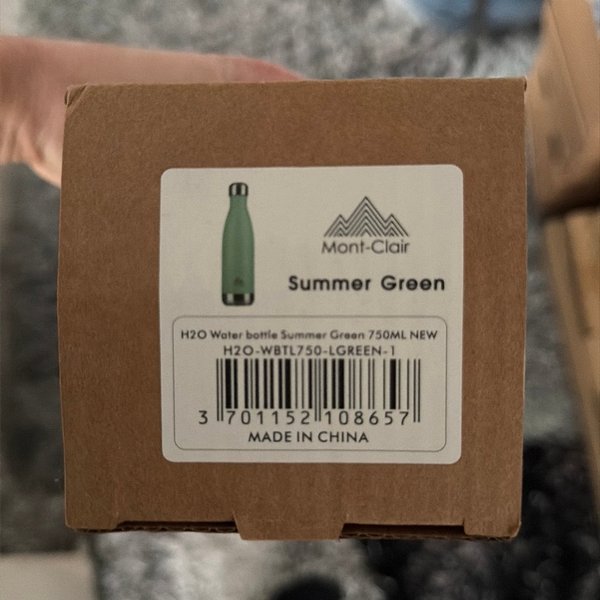 Mont-Clair
Summer Green
H2O Water bottle Summer Green 750ML NEW
H2O-WBTL750-LGREEN-1
3 701152 108657
MADE IN CHINA